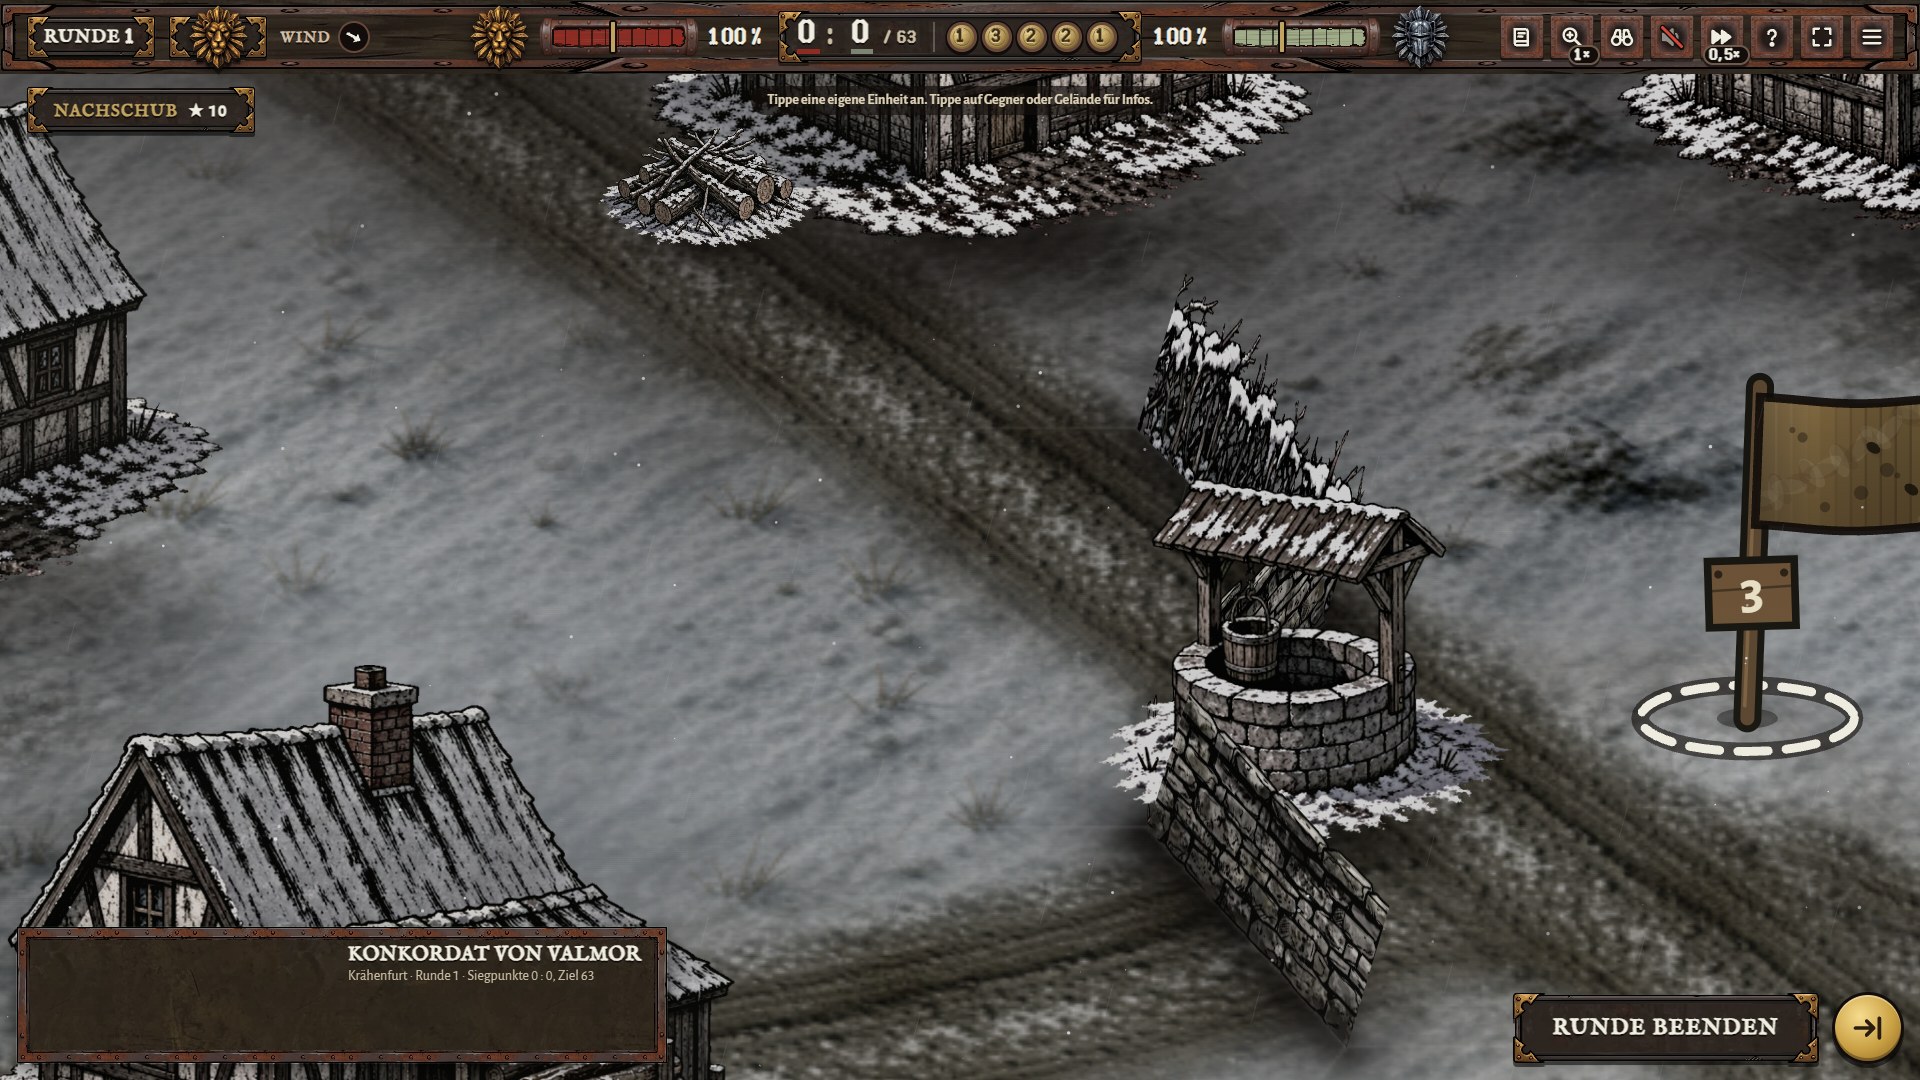 RUNDE 1
WIND
100 %
0 : 0 / 63
1 3 2 2 1
100 %
1×
0,5×
?
NACHSCHUB ★ 10
Tippe eine eigene Einheit an. Tippe auf Gegner oder Gelände für Infos.
3
KONKORDAT VON VALMOR
Krähenfurt · Runde 1 · Siegpunkte 0 : 0, Ziel 63
RUNDE BEENDEN